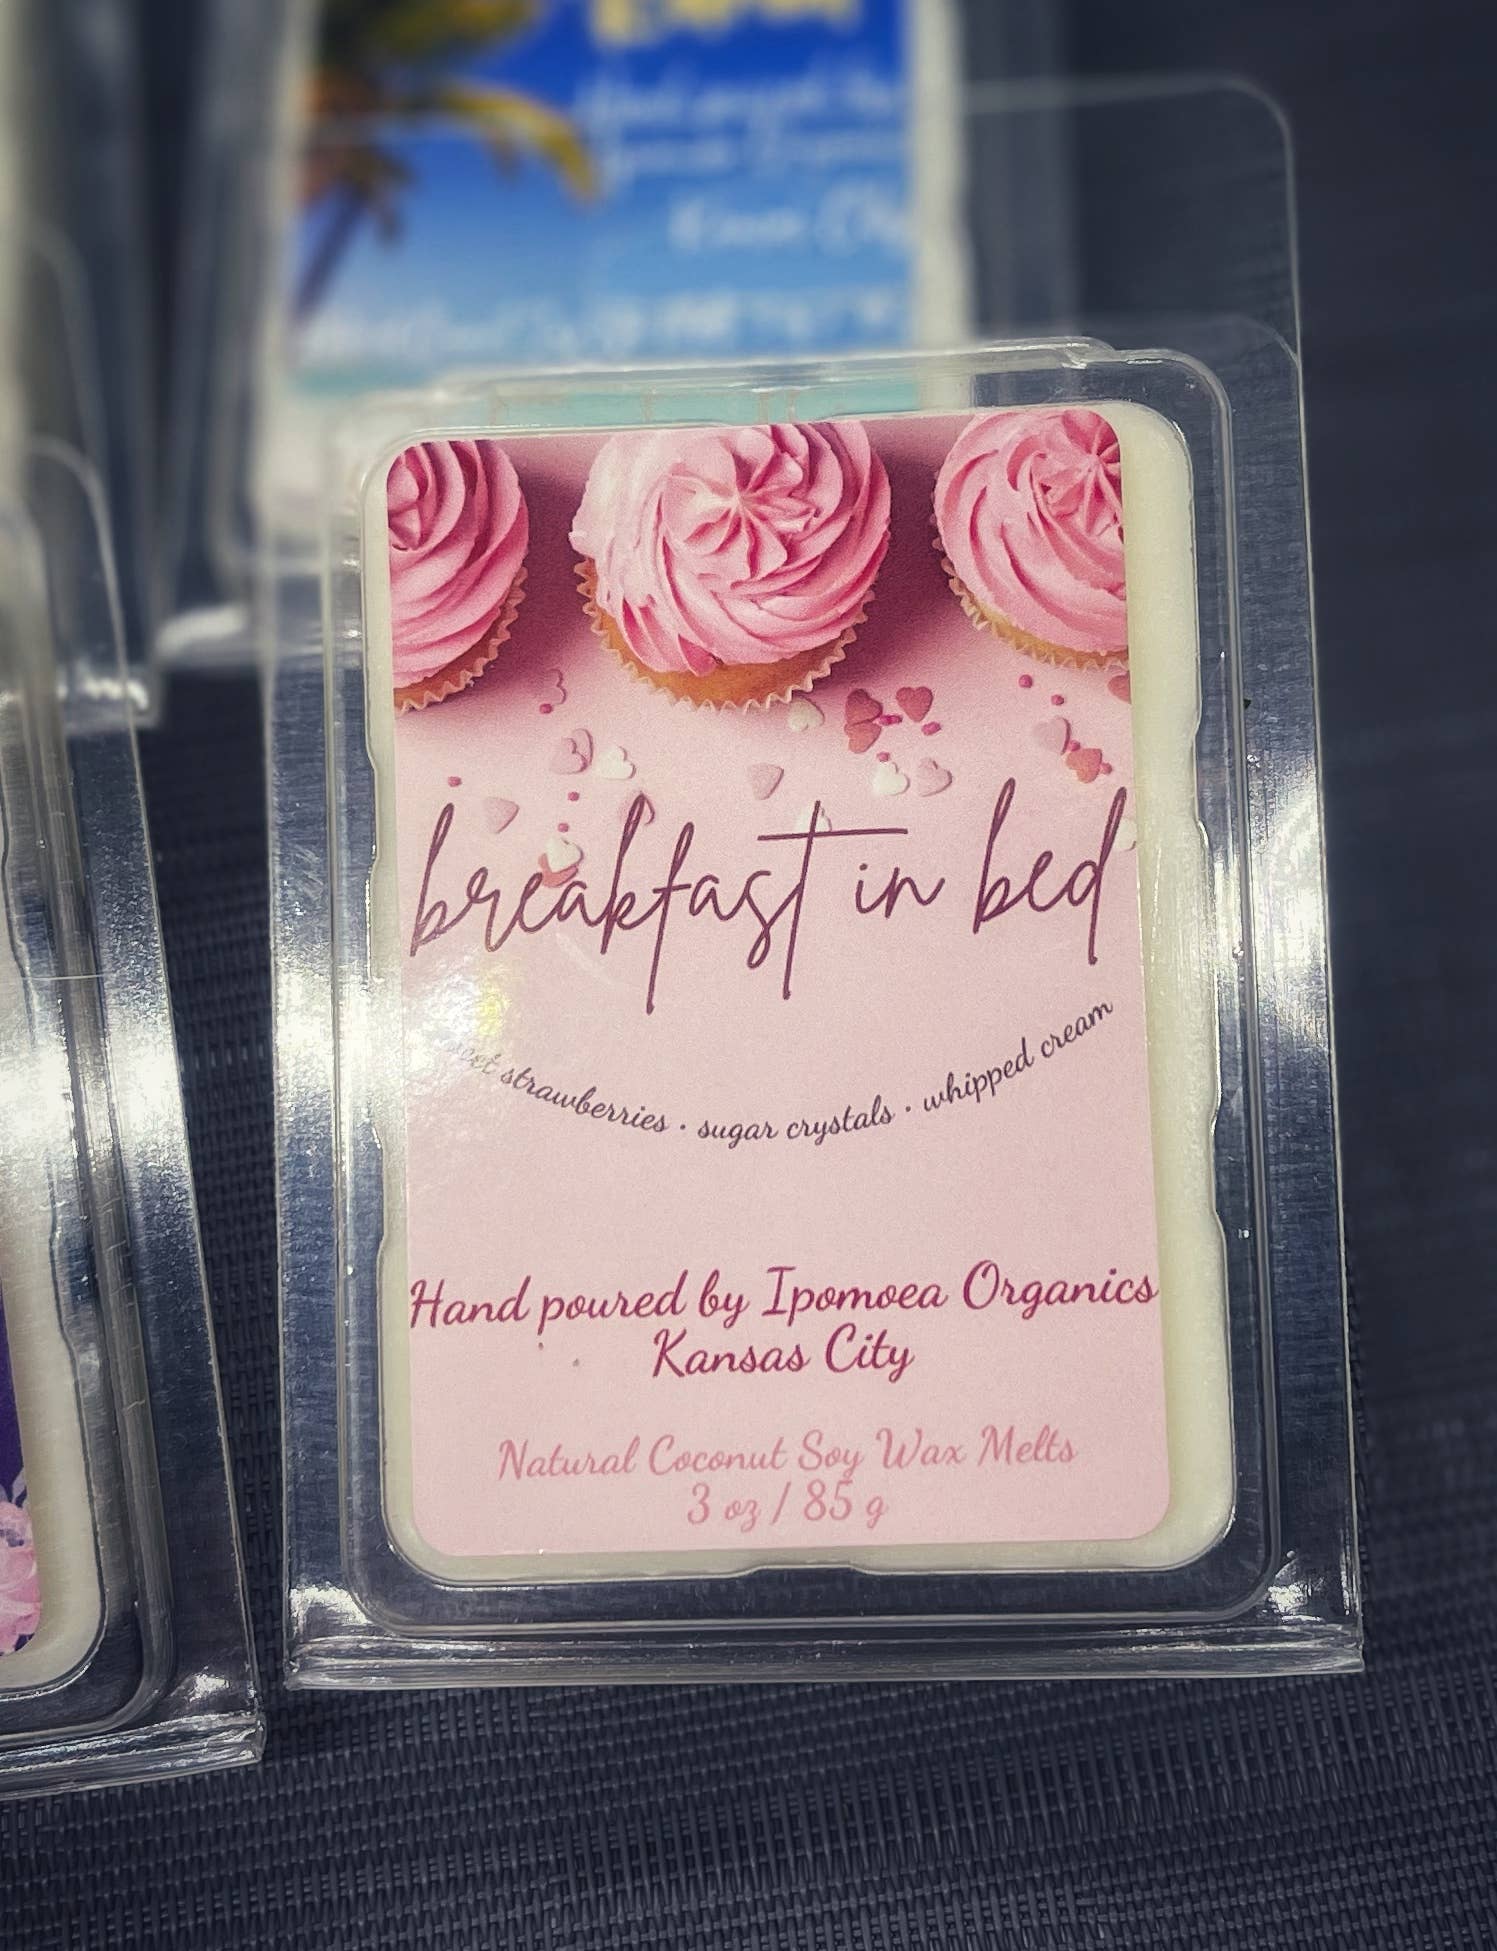 breakfast in bed
sweet strawberries · sugar crystals · whipped cream
Hand poured by Ipomoea Organics
Kansas City
Natural Coconut Soy Wax Melts
3 oz / 85 g